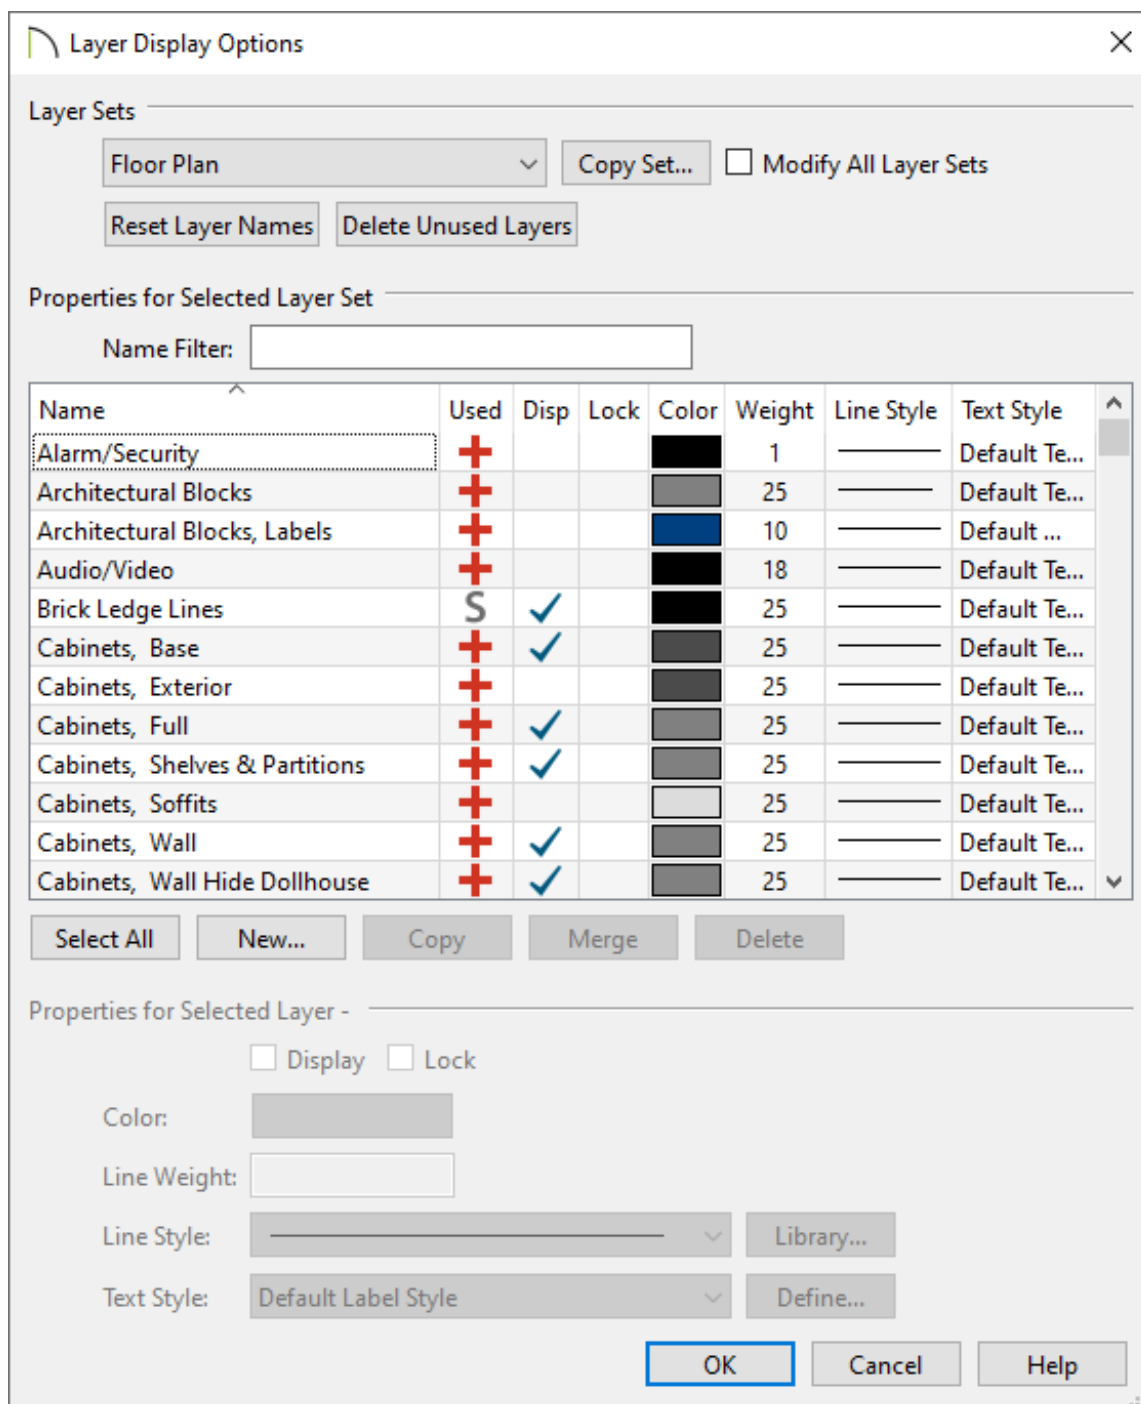 Layer Display Options
Layer Sets
Floor Plan Copy Set... Modify All Layer Sets
Reset Layer Names Delete Unused Layers
Properties for Selected Layer Set
Name Filter:
Name Used Disp Lock Color Weight Line Style Text Style
Alarm/Security 1 Default Te...
Architectural Blocks 25 Default Te...
Architectural Blocks, Labels 10 Default ...
Audio/Video 18 Default Te...
Brick Ledge Lines S 25 Default Te...
Cabinets, Base 25 Default Te...
Cabinets, Exterior 25 Default Te...
Cabinets, Full 25 Default Te...
Cabinets, Shelves & Partitions 25 Default Te...
Cabinets, Soffits 25 Default Te...
Cabinets, Wall 25 Default Te...
Cabinets, Wall Hide Dollhouse 25 Default Te...
Select All New... Copy Merge Delete
Properties for Selected Layer -
Display Lock
Color:
Line Weight:
Line Style: Library...
Text Style: Default Label Style Define...
OK Cancel Help